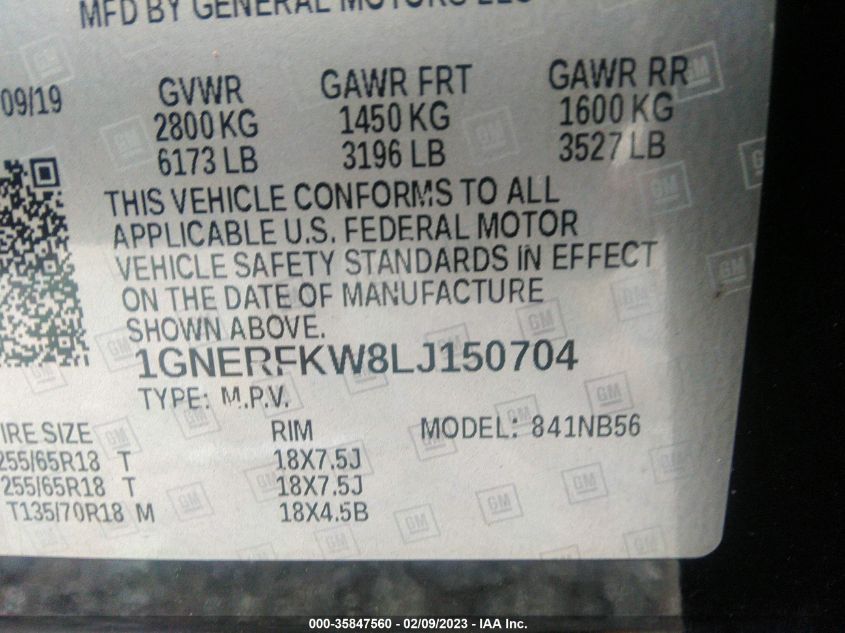 MFD BY GENERAL MOTORS LLC
09/19 GVWR GAWR FRT GAWR RR
2800 KG 1450 KG 1600 KG
6173 LB 3196 LB 3527 LB
THIS VEHICLE CONFORMS TO ALL
APPLICABLE U.S. FEDERAL MOTOR
VEHICLE SAFETY STANDARDS IN EFFECT
ON THE DATE OF MANUFACTURE
SHOWN ABOVE.
1GNERFKW8LJ150704
TYPE: M.P.V.
IRE SIZE RIM MODEL: 841NB56
255/65R18 T 18X7.5J
255/65R18 T 18X7.5J
T135/70R18 M 18X4.5B
000-35847560 - 02/09/2023 - IAA Inc.